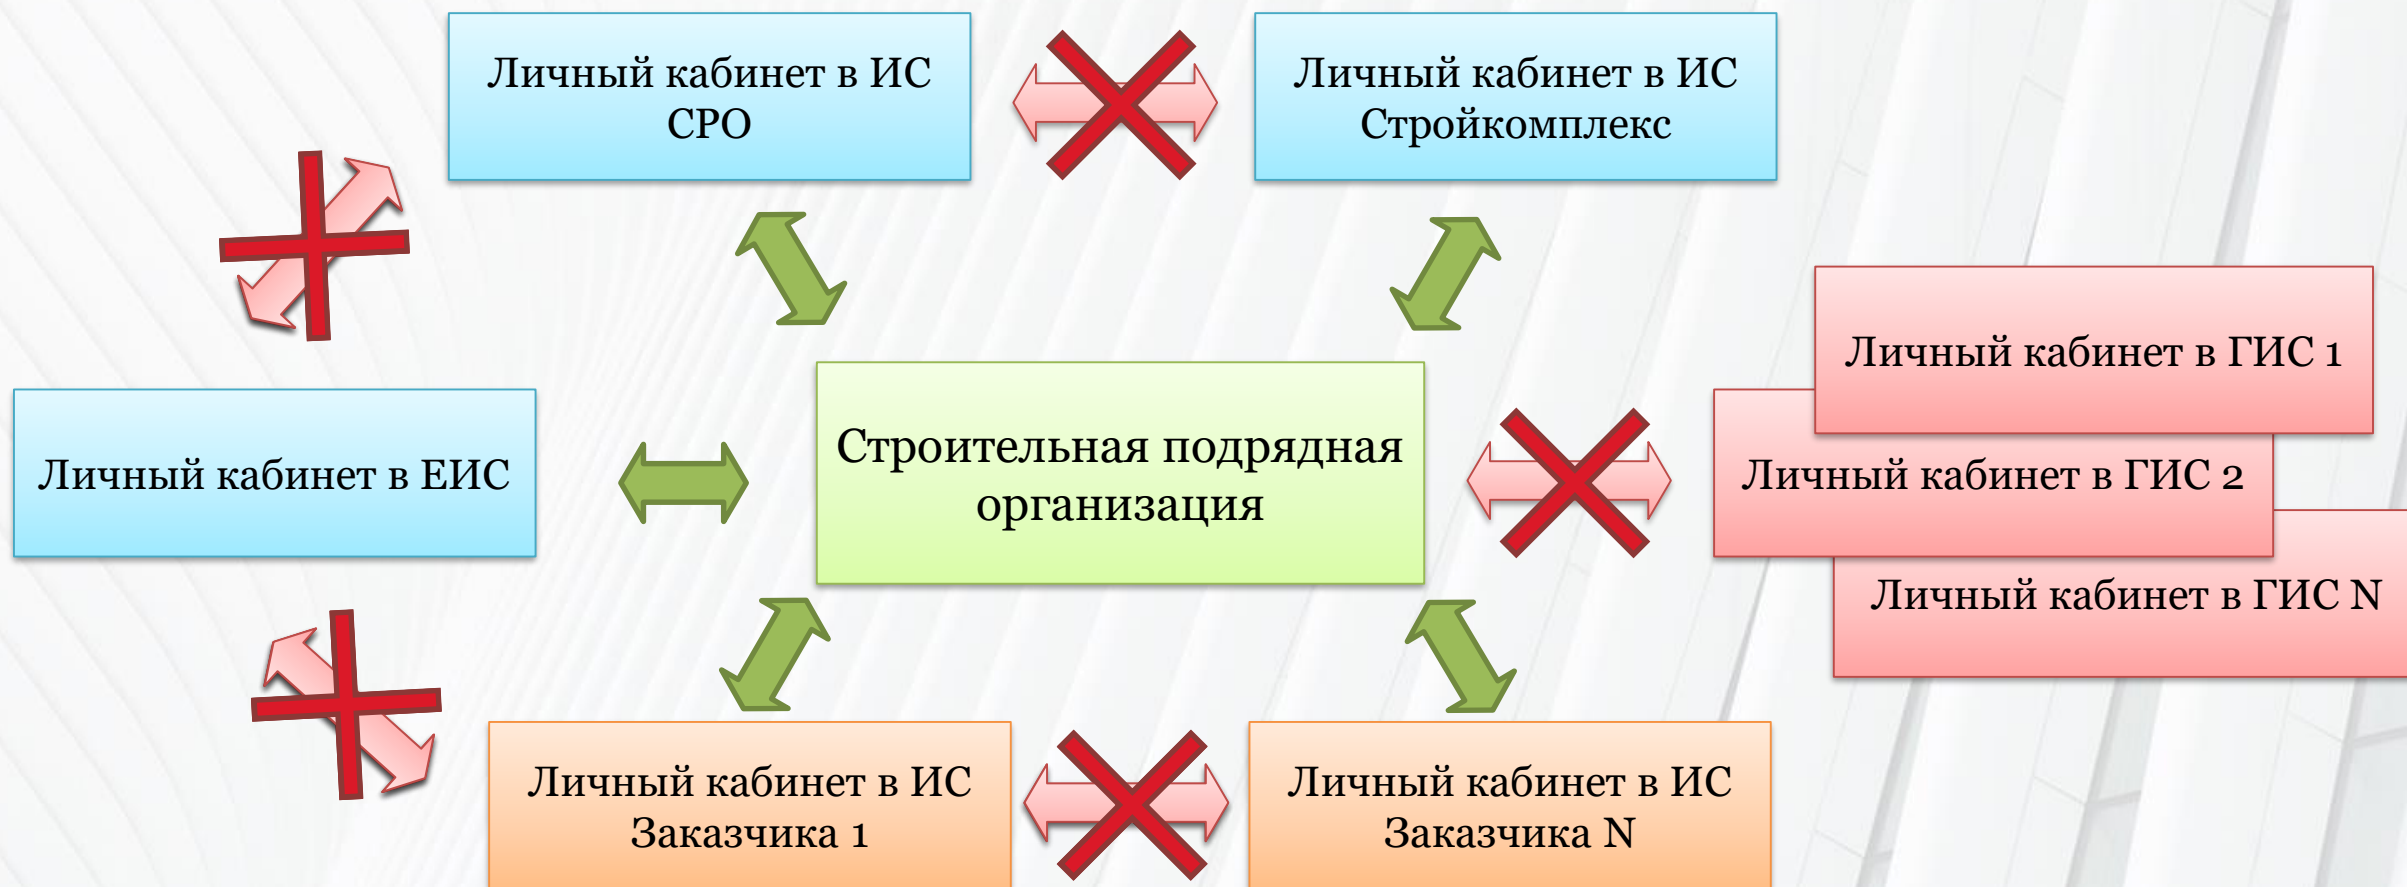 Личный кабинет в ИС
СРО
Личный кабинет в ИС
Стройкомплекс
Личный кабинет в ГИС 1
Личный кабинет в ЕИС
Строительная подрядная
организация
Личный кабинет в ГИС 2
Личный кабинет в ГИС N
Личный кабинет в ИС
Заказчика 1
Личный кабинет в ИС
Заказчика N